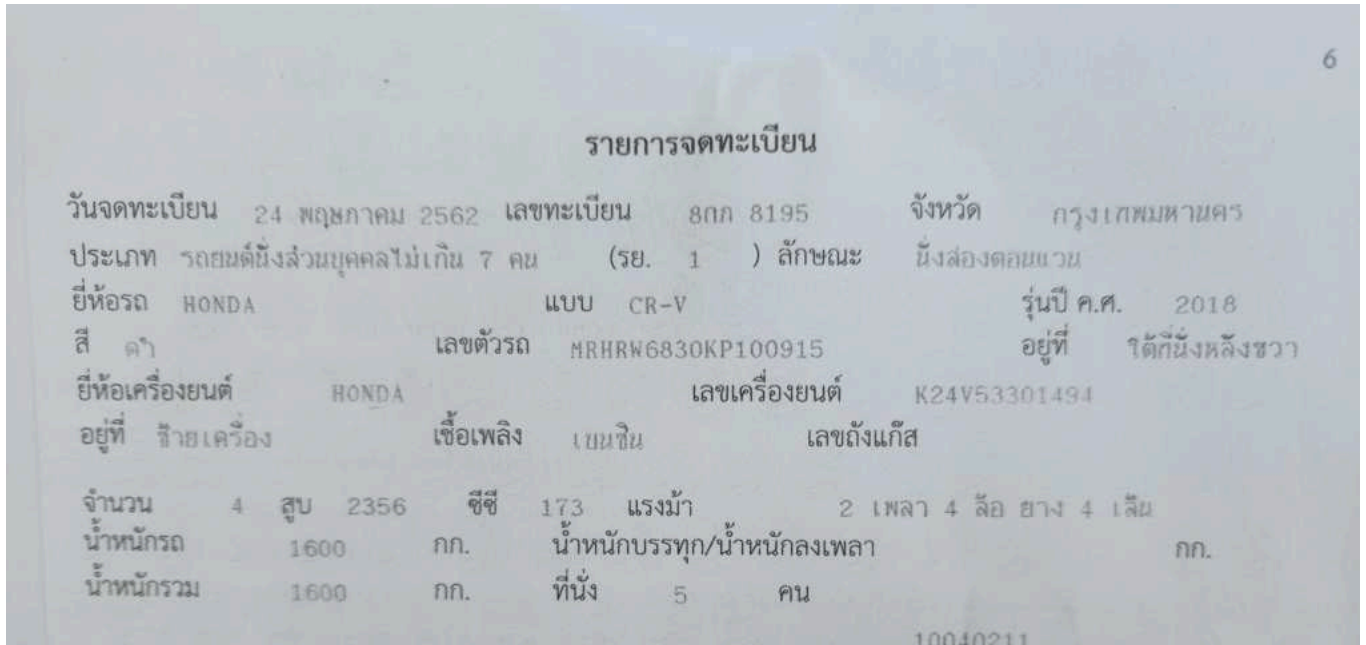 6
รายการจดทะเบียน
วันจดทะเบียน 24 พฤษภาคม 2562 เลขทะเบียน 8กก 8195 จังหวัด กรุงเทพมหานคร
ประเภท รถยนต์นั่งส่วนบุคคลไม่เกิน 7 คน (รย. 1 ) ลักษณะ นั่งสองตอนแวน
ยี่ห้อรถ HONDA แบบ CR-V รุ่นปี ค.ศ. 2018
สี ดำ เลขตัวรถ MRHRW6830KP100915 อยู่ที่ ใต้ที่นั่งหลังขวา
ยี่ห้อเครื่องยนต์ HONDA เลขเครื่องยนต์ K24V53301494
อยู่ที่ ซ้ายเครื่อง เชื้อเพลิง เบนซิน เลขถังแก๊ส
จำนวน 4 สูบ 2356 ซีซี 173 แรงม้า 2 เพลา 4 ล้อ ยาง 4 เส้น
น้ำหนักรถ 1600 กก. น้ำหนักบรรทุก/น้ำหนักลงเพลา กก.
น้ำหนักรวม 1600 กก. ที่นั่ง 5 คน
10040211